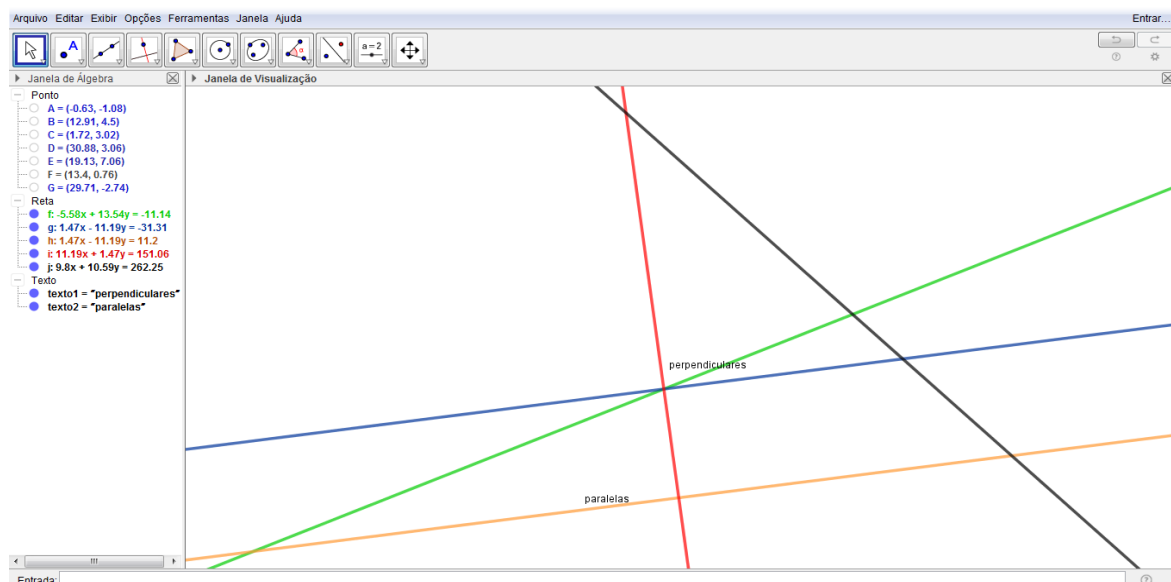 Arquivo Editar Exibir Opções Ferramentas Janela Ajuda Entrar...
A
α
a=2
Janela de Álgebra
Janela de Visualização
Ponto
A = (-0.63, -1.08)
B = (12.91, 4.5)
C = (1.72, 3.02)
D = (30.88, 3.06)
E = (19.13, 7.06)
F = (13.4, 0.76)
G = (29.71, -2.74)
Reta
f: -5.58x + 13.54y = -11.14
g: 1.47x - 11.19y = -31.31
h: 1.47x - 11.19y = 11.2
i: 11.19x + 1.47y = 151.06
j: 9.8x + 10.59y = 262.25
Texto
texto1 = "perpendiculares"
texto2 = "paralelas"
perpendiculares
paralelas
Entrada: